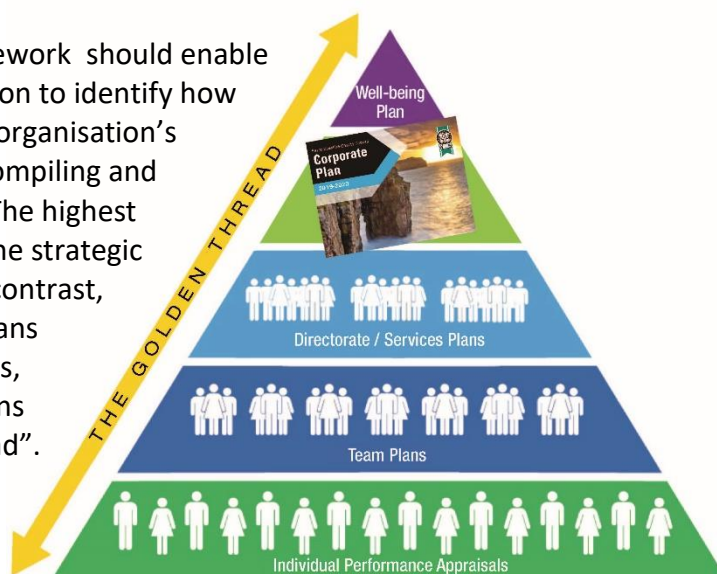 ework should enable
on to identify how
organisation's
ompiling and
The highest
ne strategic
contrast,
ans
s,
ns
d".
THE GOLDEN THREAD
Well-being
Plan
Corporate
Plan
Directorate / Services Plans
Team Plans
Individual Performance Appraisals